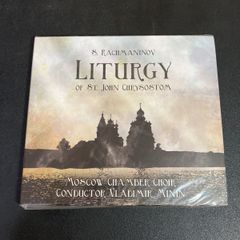 S. RACHMANINOV
LITURGY
OF ST. JOHN CHRYSOSTOM
MOSCOW CHAMBER CHOIR
CONDUCTOR VLADIMIR MININ